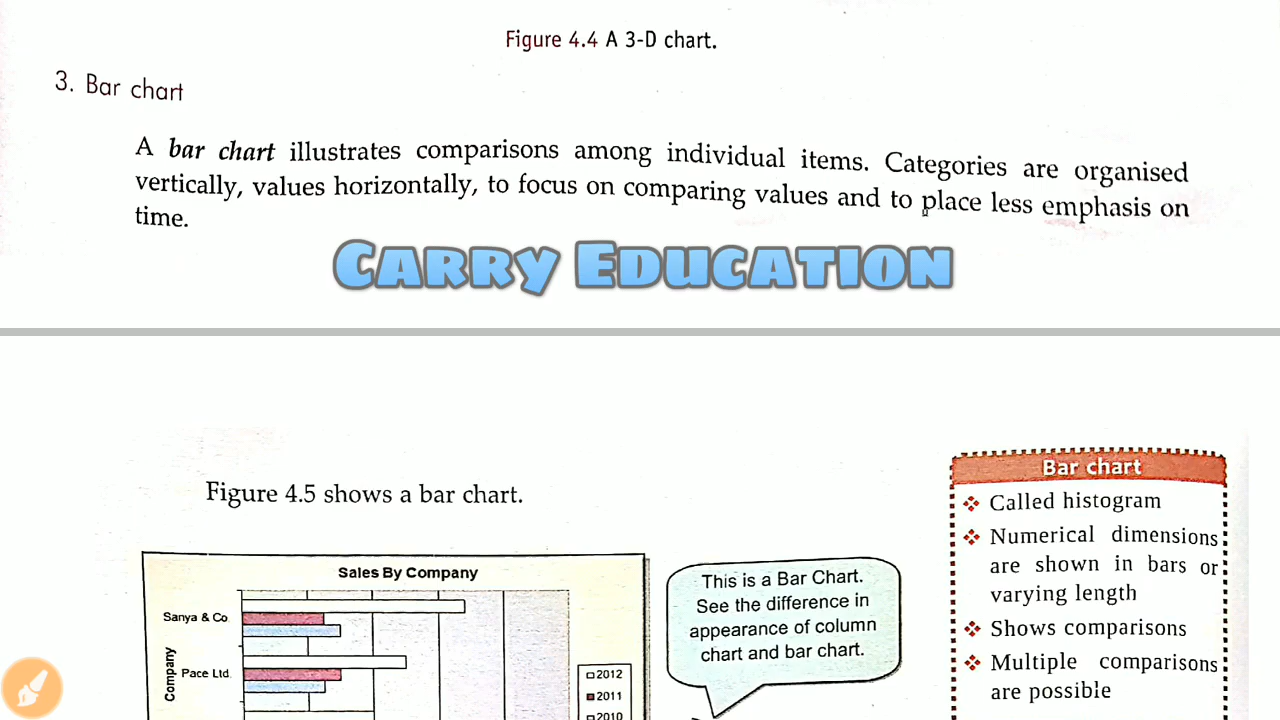 Figure 4.4 A 3-D chart.
3. Bar chart
A bar chart illustrates comparisons among individual items. Categories are organised
vertically, values horizontally, to focus on comparing values and to place less emphasis on
time.
CARRY EDUCATION
Figure 4.5 shows a bar chart.
Sales By Company
Sanya & Co
Pace Ltd.
Company
2012
2011
2010
This is a Bar Chart.
See the difference in
appearance of column
chart and bar chart.
Bar chart
Called histogram
Numerical dimensions
are shown in bars or
varying length
Shows comparisons
Multiple comparisons
are possible